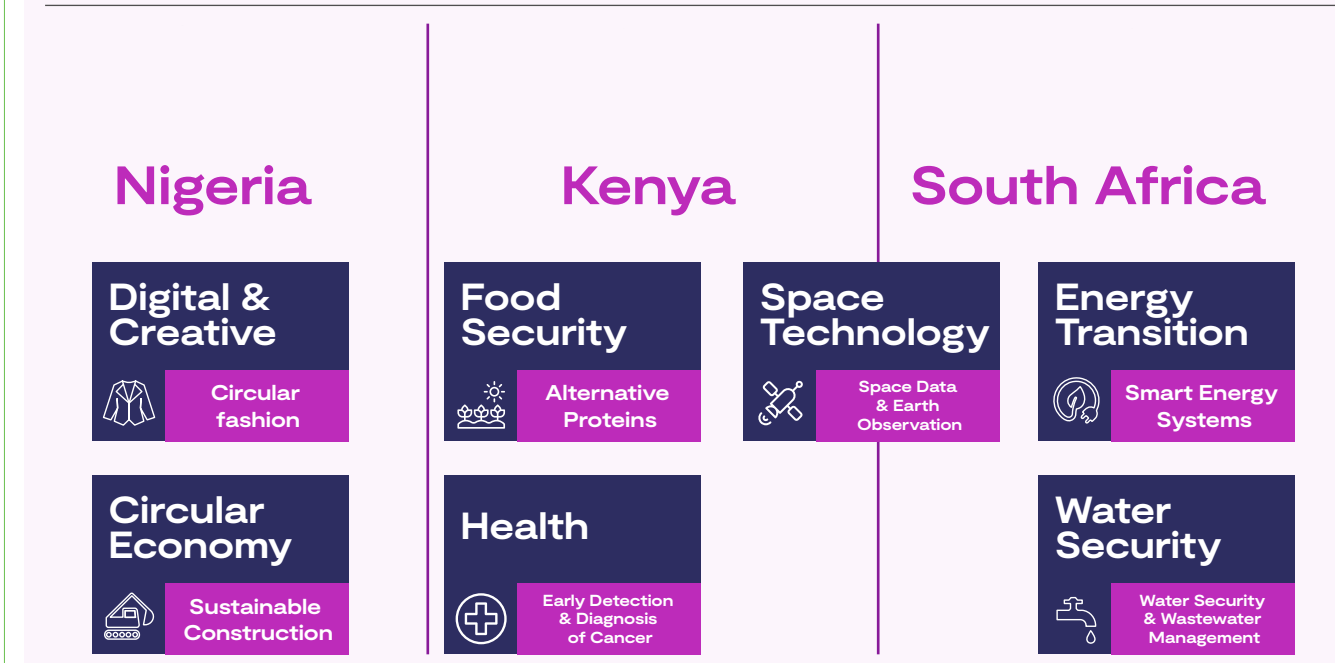 Nigeria
Kenya
South Africa
Digital &
Creative
Circular
fashion
Food
Security
Alternative
Proteins
Space
Technology
Space Data
& Earth
Observation
Energy
Transition
Smart Energy
Systems
Circular
Economy
Sustainable
Construction
Health
Early Detection
& Diagnosis
of Cancer
Water
Security
Water Security
& Wastewater
Management